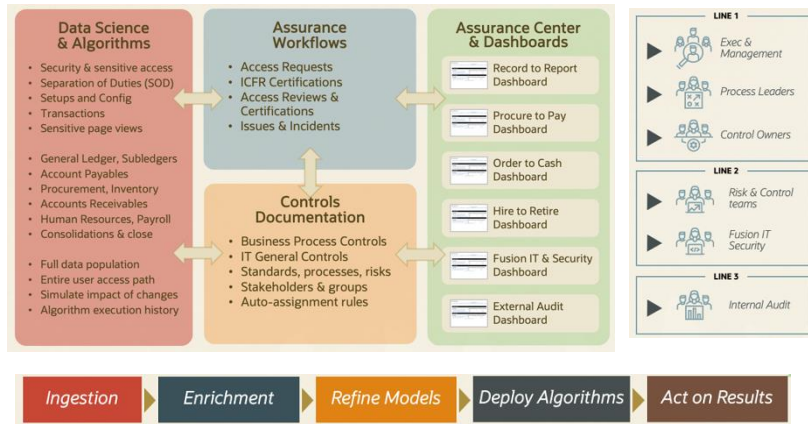 Data Science
& Algorithms
• Security & sensitive access
• Separation of Duties (SOD)
• Setups and Config
• Transactions
• Sensitive page views
• General Ledger, Subledgers
• Account Payables
• Procurement, Inventory
• Accounts Receivables
• Human Resources, Payroll
• Consolidations & close
• Full data population
• Entire user access path
• Simulate impact of changes
• Algorithm execution history
Assurance
Workflows
• Access Requests
• ICFR Certifications
• Access Reviews &
Certifications
• Issues & Incidents
Controls
Documentation
• Business Process Controls
• IT General Controls
• Standards, processes, risks
• Stakeholders & groups
• Auto-assignment rules
Assurance Center
& Dashboards
Record to Report
Dashboard
Procure to Pay
Dashboard
Order to Cash
Dashboard
Hire to Retire
Dashboard
Fusion IT & Security
Dashboard
External Audit
Dashboard
LINE 1
Exec &
Management
Process Leaders
Control Owners
LINE 2
Risk & Control
teams
Fusion IT
Security
LINE 3
Internal Audit
Ingestion
Enrichment
Refine Models
Deploy Algorithms
Act on Results